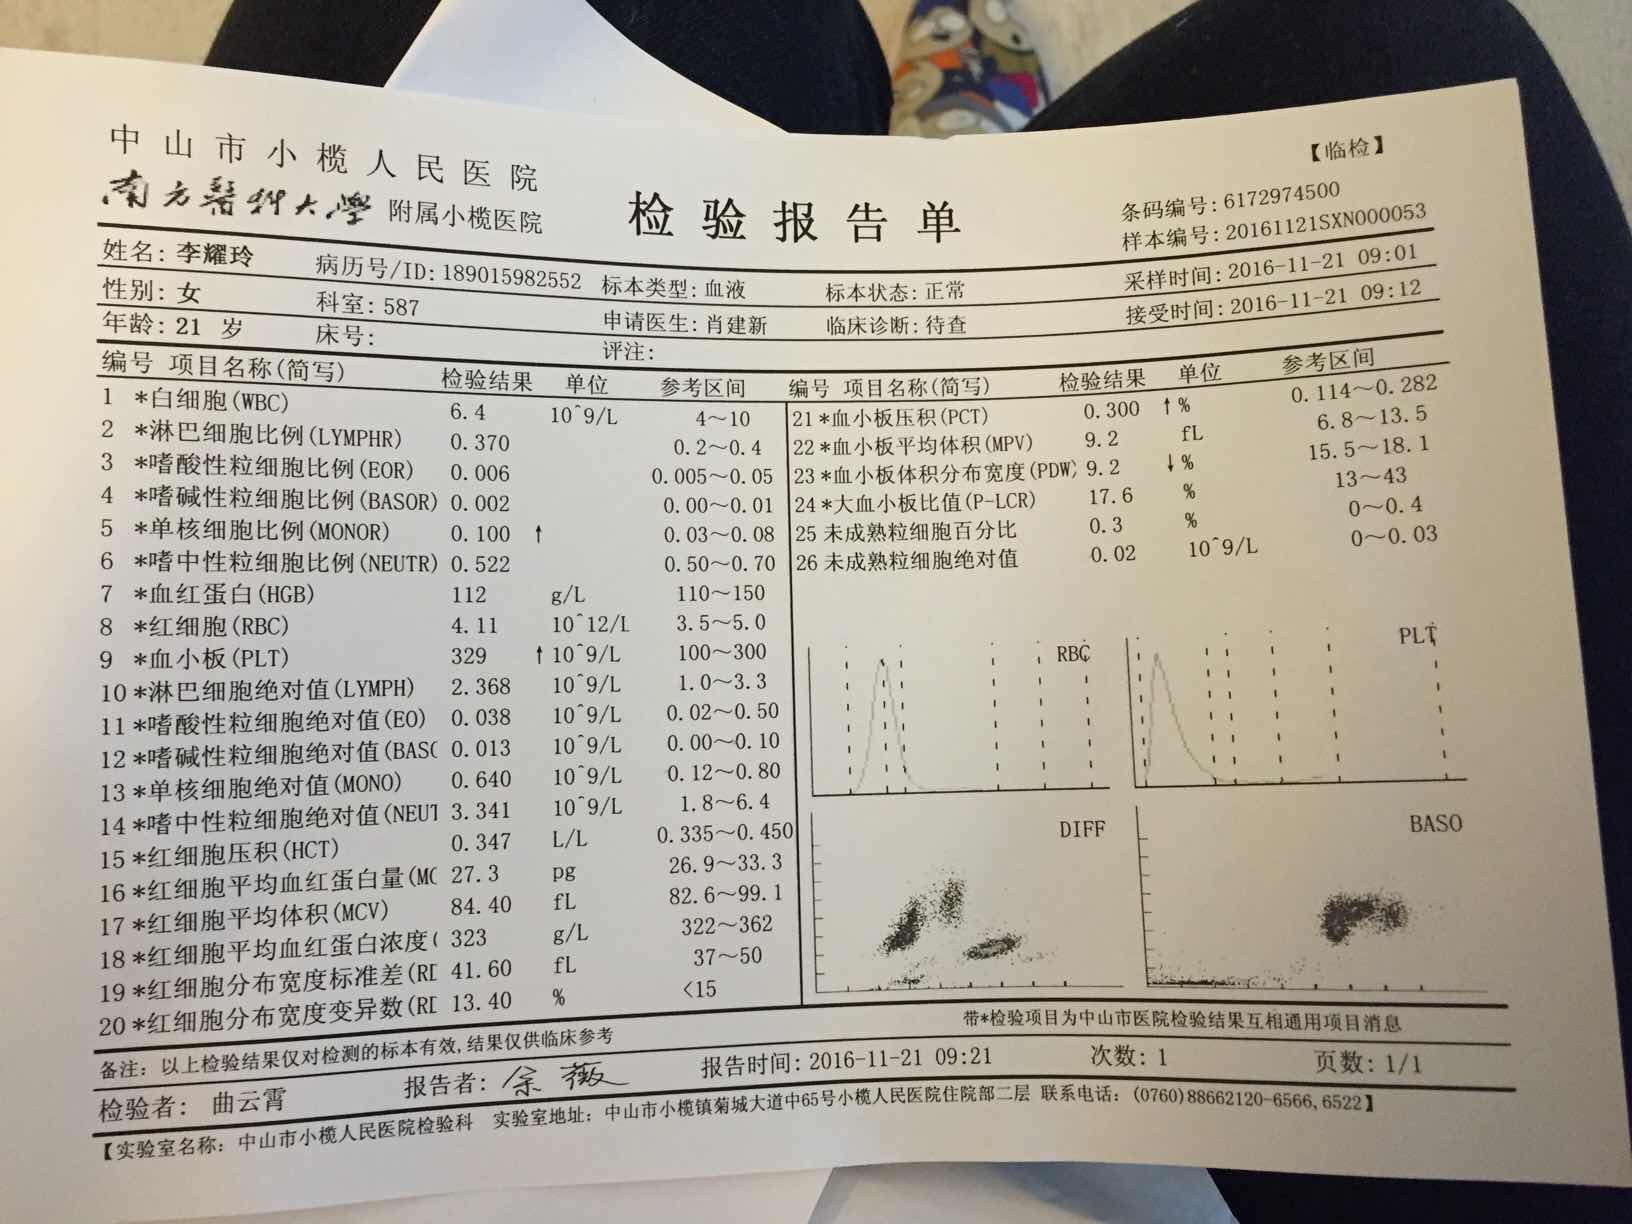 中山市小榄人民医院
南方醫科大學 附属小榄医院
检验报告单
【临检】
条码编号:6172974500
样本编号:20161121SXN000053
姓名:李耀玲 病历号/ID:189015982552 标本类型:血液 标本状态:正常 采样时间:2016-11-21 09:01
性别:女 科室:587 申请医生:肖建新 临床诊断:待查 接受时间:2016-11-21 09:12
年龄:21 岁 床号: 评注:
编号 项目名称(简写) 检验结果 单位 参考区间
1 *白细胞(WBC) 6.4 10^9/L 4~10
2 *淋巴细胞比例(LYMPHR) 0.370 0.2~0.4
3 *嗜酸性粒细胞比例(EOR) 0.006 0.005~0.05
4 *嗜碱性粒细胞比例(BASOR) 0.002 0.00~0.01
5 *单核细胞比例(MONOR) 0.100 ↑ 0.03~0.08
6 *嗜中性粒细胞比例(NEUTR) 0.522 0.50~0.70
7 *血红蛋白(HGB) 112 g/L 110~150
8 *红细胞(RBC) 4.11 10^12/L 3.5~5.0
9 *血小板(PLT) 329 ↑ 10^9/L 100~300
10 *淋巴细胞绝对值(LYMPH) 2.368 10^9/L 1.0~3.3
11 *嗜酸性粒细胞绝对值(EO) 0.038 10^9/L 0.02~0.50
12 *嗜碱性粒细胞绝对值(BASO 0.013 10^9/L 0.00~0.10
13 *单核细胞绝对值(MONO) 0.640 10^9/L 0.12~0.80
14 *嗜中性粒细胞绝对值(NEUT 3.341 10^9/L 1.8~6.4
15 *红细胞压积(HCT) 0.347 L/L 0.335~0.450
16 *红细胞平均血红蛋白量(MC 27.3 pg 26.9~33.3
17 *红细胞平均体积(MCV) 84.40 fL 82.6~99.1
18 *红细胞平均血红蛋白浓度( 323 g/L 322~362
19 *红细胞分布宽度标准差(RD 41.60 fL 37~50
20 *红细胞分布宽度变异数(RD 13.40 % <15
编号 项目名称(简写) 检验结果 单位 参考区间
21 *血小板压积(PCT) 0.300 ↑ % 0.114~0.282
22 *血小板平均体积(MPV) 9.2 fL 6.8~13.5
23 *血小板体积分布宽度(PDW) 9.2 ↓ % 15.5~18.1
24 *大血小板比值(P-LCR) 17.6 % 13~43
25 未成熟粒细胞百分比 0.3 % 0~0.4
26 未成熟粒细胞绝对值 0.02 10^9/L 0~0.03
RBC
PLT
DIFF
BASO
备注: 以上检验结果仅对检测的标本有效,结果仅供临床参考 带*检验项目为中山市医院检验结果互相通用项目消息
检验者: 曲云霄 报告者: 余薇 报告时间:2016-11-21 09:21 次数:1 页数:1/1
【实验室名称: 中山市小榄人民医院检验科 实验室地址: 中山市小榄镇菊城大道中65号小榄人民医院住院部二层 联系电话: (0760)88662120-6566,6522】